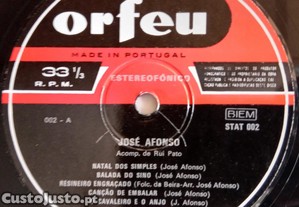 orfeu
MADE IN PORTUGAL
33 1/3
R. P. M.
ESTEREOFÓNICO
BIEM
STAT 002
002 - A
JOSÉ AFONSO
Acomp. de Rui Pato
NATAL DOS SIMPLES (José Afonso)
BALADA DO SINO (José Afonso)
RESINEIRO ENGRAÇADO (Folc. da Beira-Arr. José Afonso)
CANÇÃO DE EMBALAR (José Afonso)
CAVALEIRO E O ANJO (J. Afonso)
CustoJusto.pt